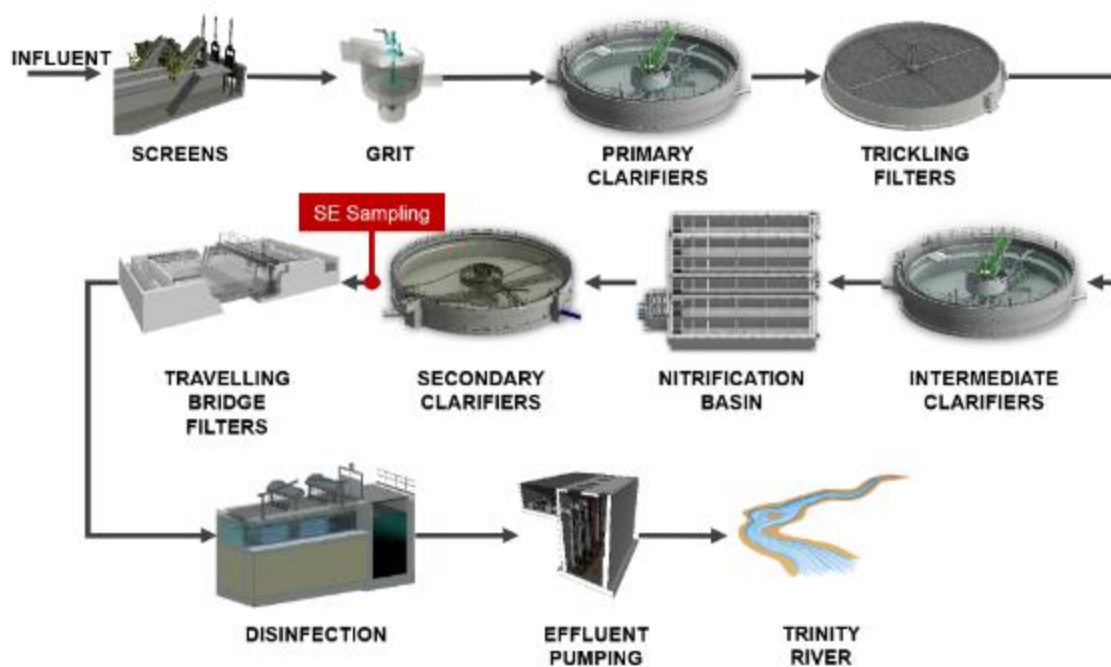 INFLUENT
SCREENS
GRIT
PRIMARY
CLARIFIERS
TRICKLING
FILTERS
SE Sampling
TRAVELLING
BRIDGE
FILTERS
SECONDARY
CLARIFIERS
NITRIFICATION
BASIN
INTERMEDIATE
CLARIFIERS
DISINFECTION
EFFLUENT
PUMPING
TRINITY
RIVER